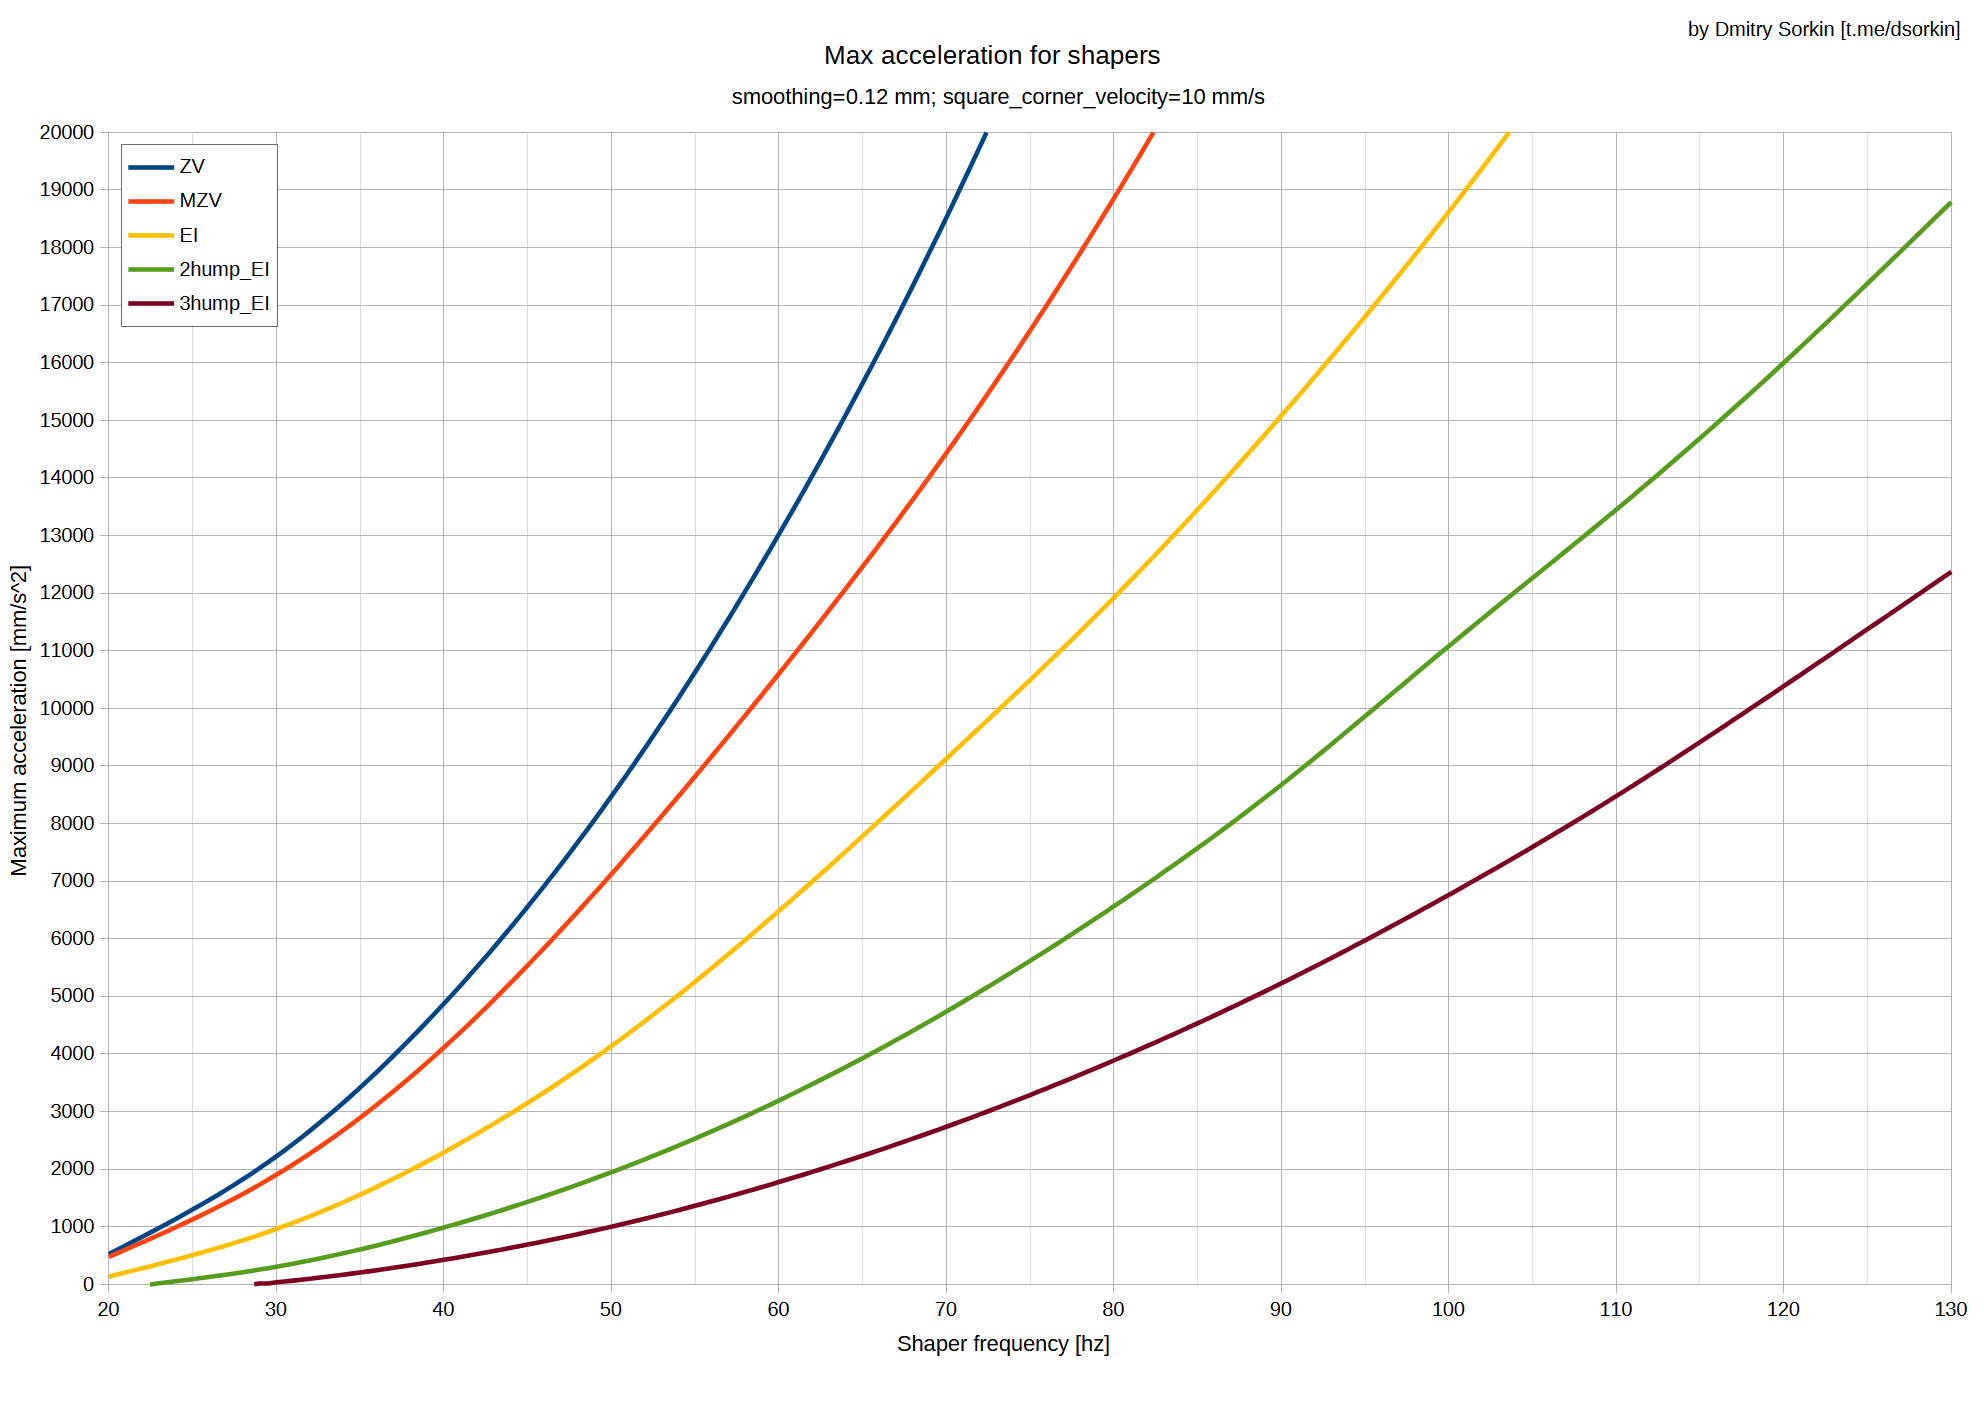 by Dmitry Sorkin [t.me/dsorkin]
Max acceleration for shapers
smoothing=0.12 mm; square_corner_velocity=10 mm/s
ZV
MZV
EI
2hump_EI
3hump_EI
Maximum acceleration [mm/s^2]
20000
19000
18000
17000
16000
15000
14000
13000
12000
11000
10000
9000
8000
7000
6000
5000
4000
3000
2000
1000
0
20 30 40 50 60 70 80 90 100 110 120 130
Shaper frequency [hz]